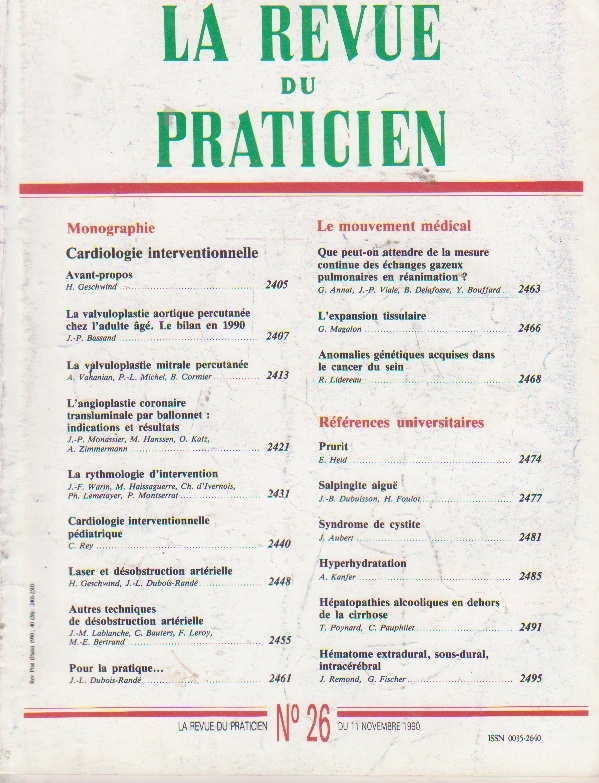 LA REVUE
DU
PRATICIEN
Monographie
Cardiologie interventionnelle
Avant-propos
H. Geschwind 2405
La valvuloplastie aortique percutanée
chez l'adulte âgé. Le bilan en 1990
J.-P. Bassand 2407
La valvuloplastie mitrale percutanée
A. Vahanian, P.-L. Michel, B. Cormier 2413
L'angioplastie coronaire
transluminale par ballonnet :
indications et résultats
J.-P. Monassier, M. Hanssen, O. Katz,
A. Zimmermann 2421
La rythmologie d'intervention
J.-F. Warin, M. Haissaguerre, Ch. d'Ivernois,
Ph. Lemetayer, P. Montserrat 2431
Cardiologie interventionnelle
pédiatrique
C. Rey 2440
Laser et désobstruction artérielle
H. Geschwind, J.-L. Dubois-Randé 2448
Autres techniques
de désobstruction artérielle
J.-M. Lablanche, C. Bauters, F. Leroy,
M.-E. Bertrand 2455
Pour la pratique...
J.-L. Dubois-Randé 2461
Le mouvement médical
Que peut-on attendre de la mesure
continue des échanges gazeux
pulmonaires en réanimation ?
G. Annat, J.-P. Viale, B. Delafosse, Y. Bouffard 2463
L'expansion tissulaire
G. Magalon 2466
Anomalies génétiques acquises dans
le cancer du sein
R. Lidereau 2468
Références universitaires
Prurit
E. Heid 2474
Salpingite aiguë
J.-B. Dubuisson, H. Foulot 2477
Syndrome de cystite
J. Aubert 2481
Hyperhydratation
A. Kanfer 2485
Hépatopathies alcooliques en dehors
de la cirrhose
T. Poynard, C. Pauphilet 2491
Hématome extradural, sous-dural,
intracérébral
J. Remond, G. Fischer 2495
LA REVUE DU PRATICIEN N° 26 DU 11 NOVEMBRE 1990
ISSN 0035-2640